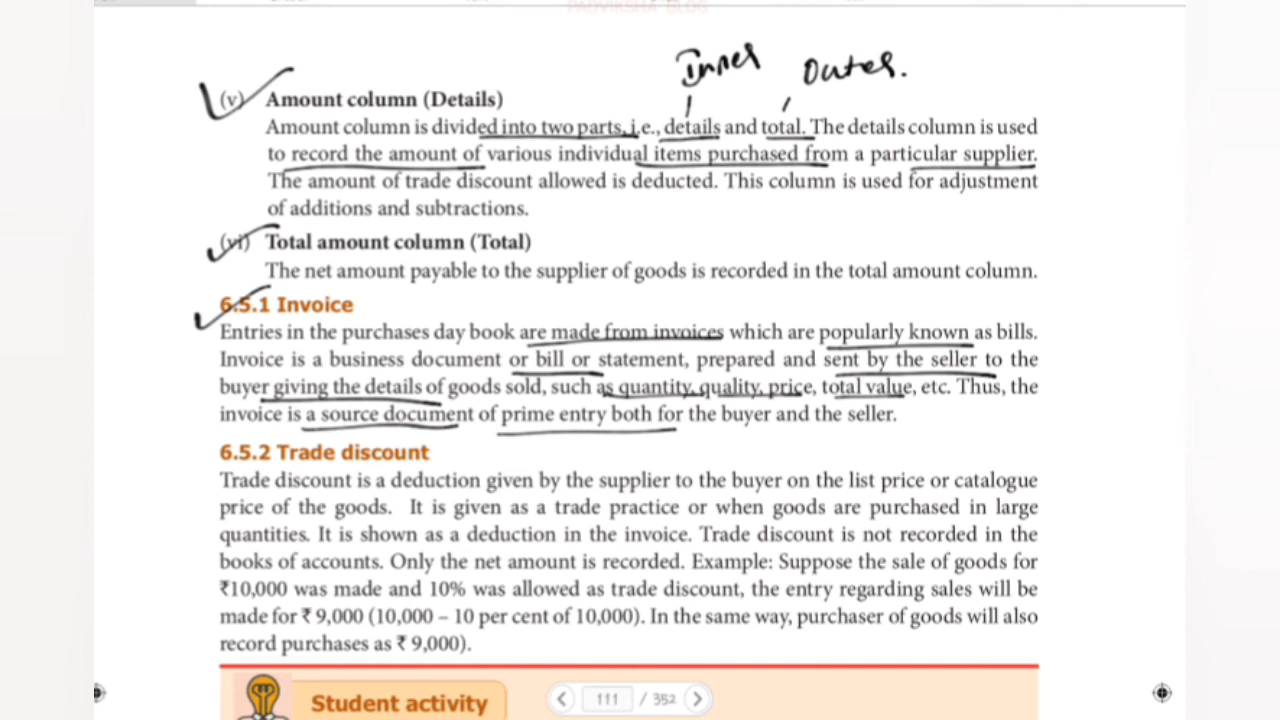 PADVIKSHA BLOG
Inner Outer.
(v) Amount column (Details)
Amount column is divided into two parts, i.e., details and total. The details column is used
to record the amount of various individual items purchased from a particular supplier.
The amount of trade discount allowed is deducted. This column is used for adjustment
of additions and subtractions.
(vi) Total amount column (Total)
The net amount payable to the supplier of goods is recorded in the total amount column.
6.5.1 Invoice
Entries in the purchases day book are made from invoices which are popularly known as bills.
Invoice is a business document or bill or statement, prepared and sent by the seller to the
buyer giving the details of goods sold, such as quantity, quality, price, total value, etc. Thus, the
invoice is a source document of prime entry both for the buyer and the seller.
6.5.2 Trade discount
Trade discount is a deduction given by the supplier to the buyer on the list price or catalogue
price of the goods. It is given as a trade practice or when goods are purchased in large
quantities. It is shown as a deduction in the invoice. Trade discount is not recorded in the
books of accounts. Only the net amount is recorded. Example: Suppose the sale of goods for
₹10,000 was made and 10% was allowed as trade discount, the entry regarding sales will be
made for ₹ 9,000 (10,000 – 10 per cent of 10,000). In the same way, purchaser of goods will also
record purchases as ₹ 9,000).
Student activity
111 / 352